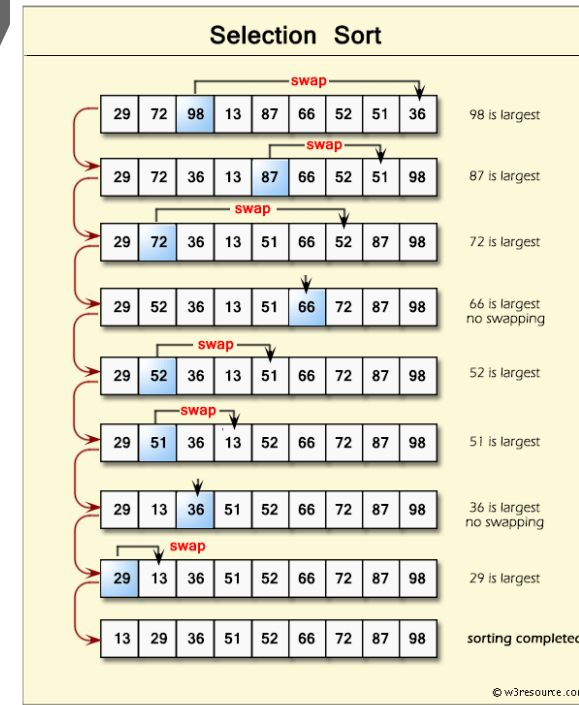 Selection Sort
swap
29 72 98 13 87 66 52 51 36 98 is largest
swap
29 72 36 13 87 66 52 51 98 87 is largest
swap
29 72 36 13 51 66 52 87 98 72 is largest
29 52 36 13 51 66 72 87 98 66 is largest
no swapping
swap
29 52 36 13 51 66 72 87 98 52 is largest
swap
29 51 36 13 52 66 72 87 98 51 is largest
29 13 36 51 52 66 72 87 98 36 is largest
no swapping
swap
29 13 36 51 52 66 72 87 98 29 is largest
13 29 36 51 52 66 72 87 98 sorting completed
© w3resource.com